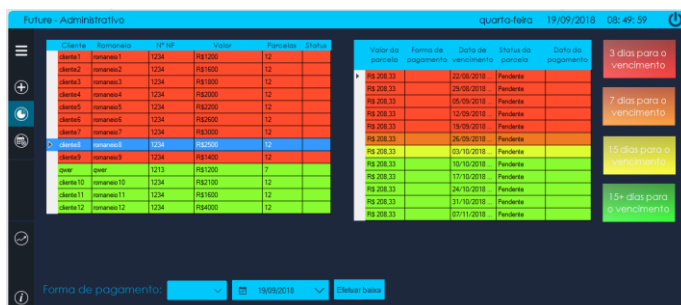 Future - Administrativo quarta-feira 19/09/2018 08: 49: 59
Cliente Romaneio Nº NF Valor Parcelas Status
cliente1 romaneio1 1234 R$1200 12
cliente2 romaneio2 1234 R$1600 12
cliente3 romaneio3 1234 R$1800 12
cliente4 romaneio4 1234 R$2000 12
cliente5 romaneio5 1234 R$2200 12
cliente6 romaneio6 1234 R$2600 12
cliente7 romaneio7 1234 R$3000 12
cliente8 romaneio8 1234 R$2500 12
cliente9 romaneio9 1234 R$1400 12
qwer qwer 1213 R$1200 7
cliente10 romaneio10 1234 R$2100 12
cliente11 romaneio11 1234 R$1600 12
cliente12 romaneio12 1234 R$4000 12
Valor da parcela Forma de pagamento Data de vencimento Status da parcela Data do pagamento
R$ 208,33 22/08/2018 ... Pendente
R$ 208,33 29/08/2018 ... Pendente
R$ 208,33 05/09/2018 ... Pendente
R$ 208,33 12/09/2018 ... Pendente
R$ 208,33 19/09/2018 ... Pendente
R$ 208,33 26/09/2018 ... Pendente
R$ 208,33 03/10/2018 ... Pendente
R$ 208,33 10/10/2018 ... Pendente
R$ 208,33 17/10/2018 ... Pendente
R$ 208,33 24/10/2018 ... Pendente
R$ 208,33 31/10/2018 ... Pendente
R$ 208,33 07/11/2018 ... Pendente
3 dias para o
vencimento
7 dias para o
vencimento
15 dias para o
vencimento
15+ dias para
o vencimento
Forma de pagamento: 19/09/2018 Efetuar baixa